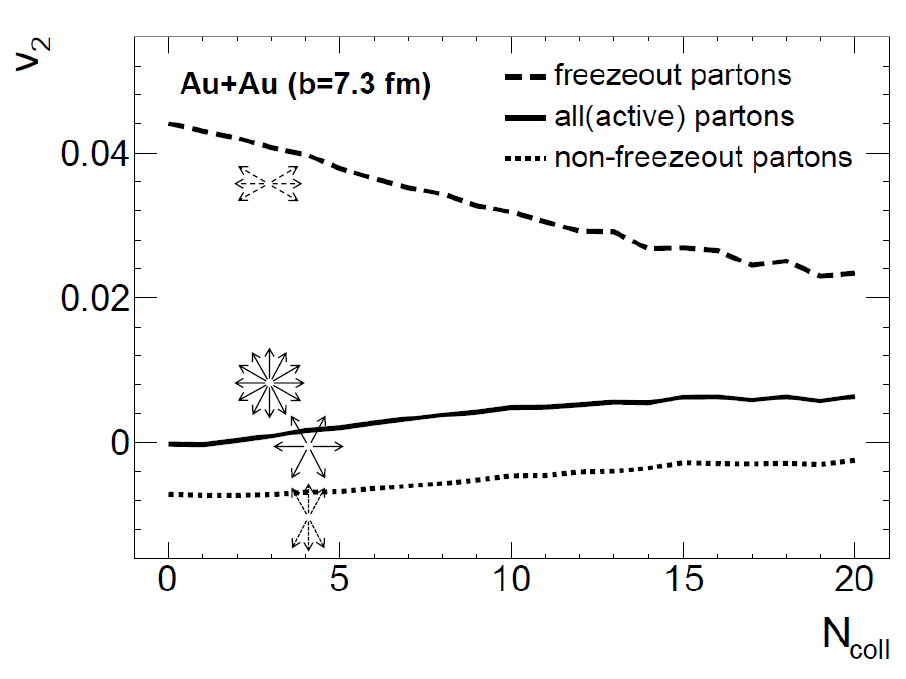 v2
Au+Au (b=7.3 fm)
freezeout partons
all(active) partons
non-freezeout partons
0.04
0.02
0
0 5 10 15 20
Ncoll